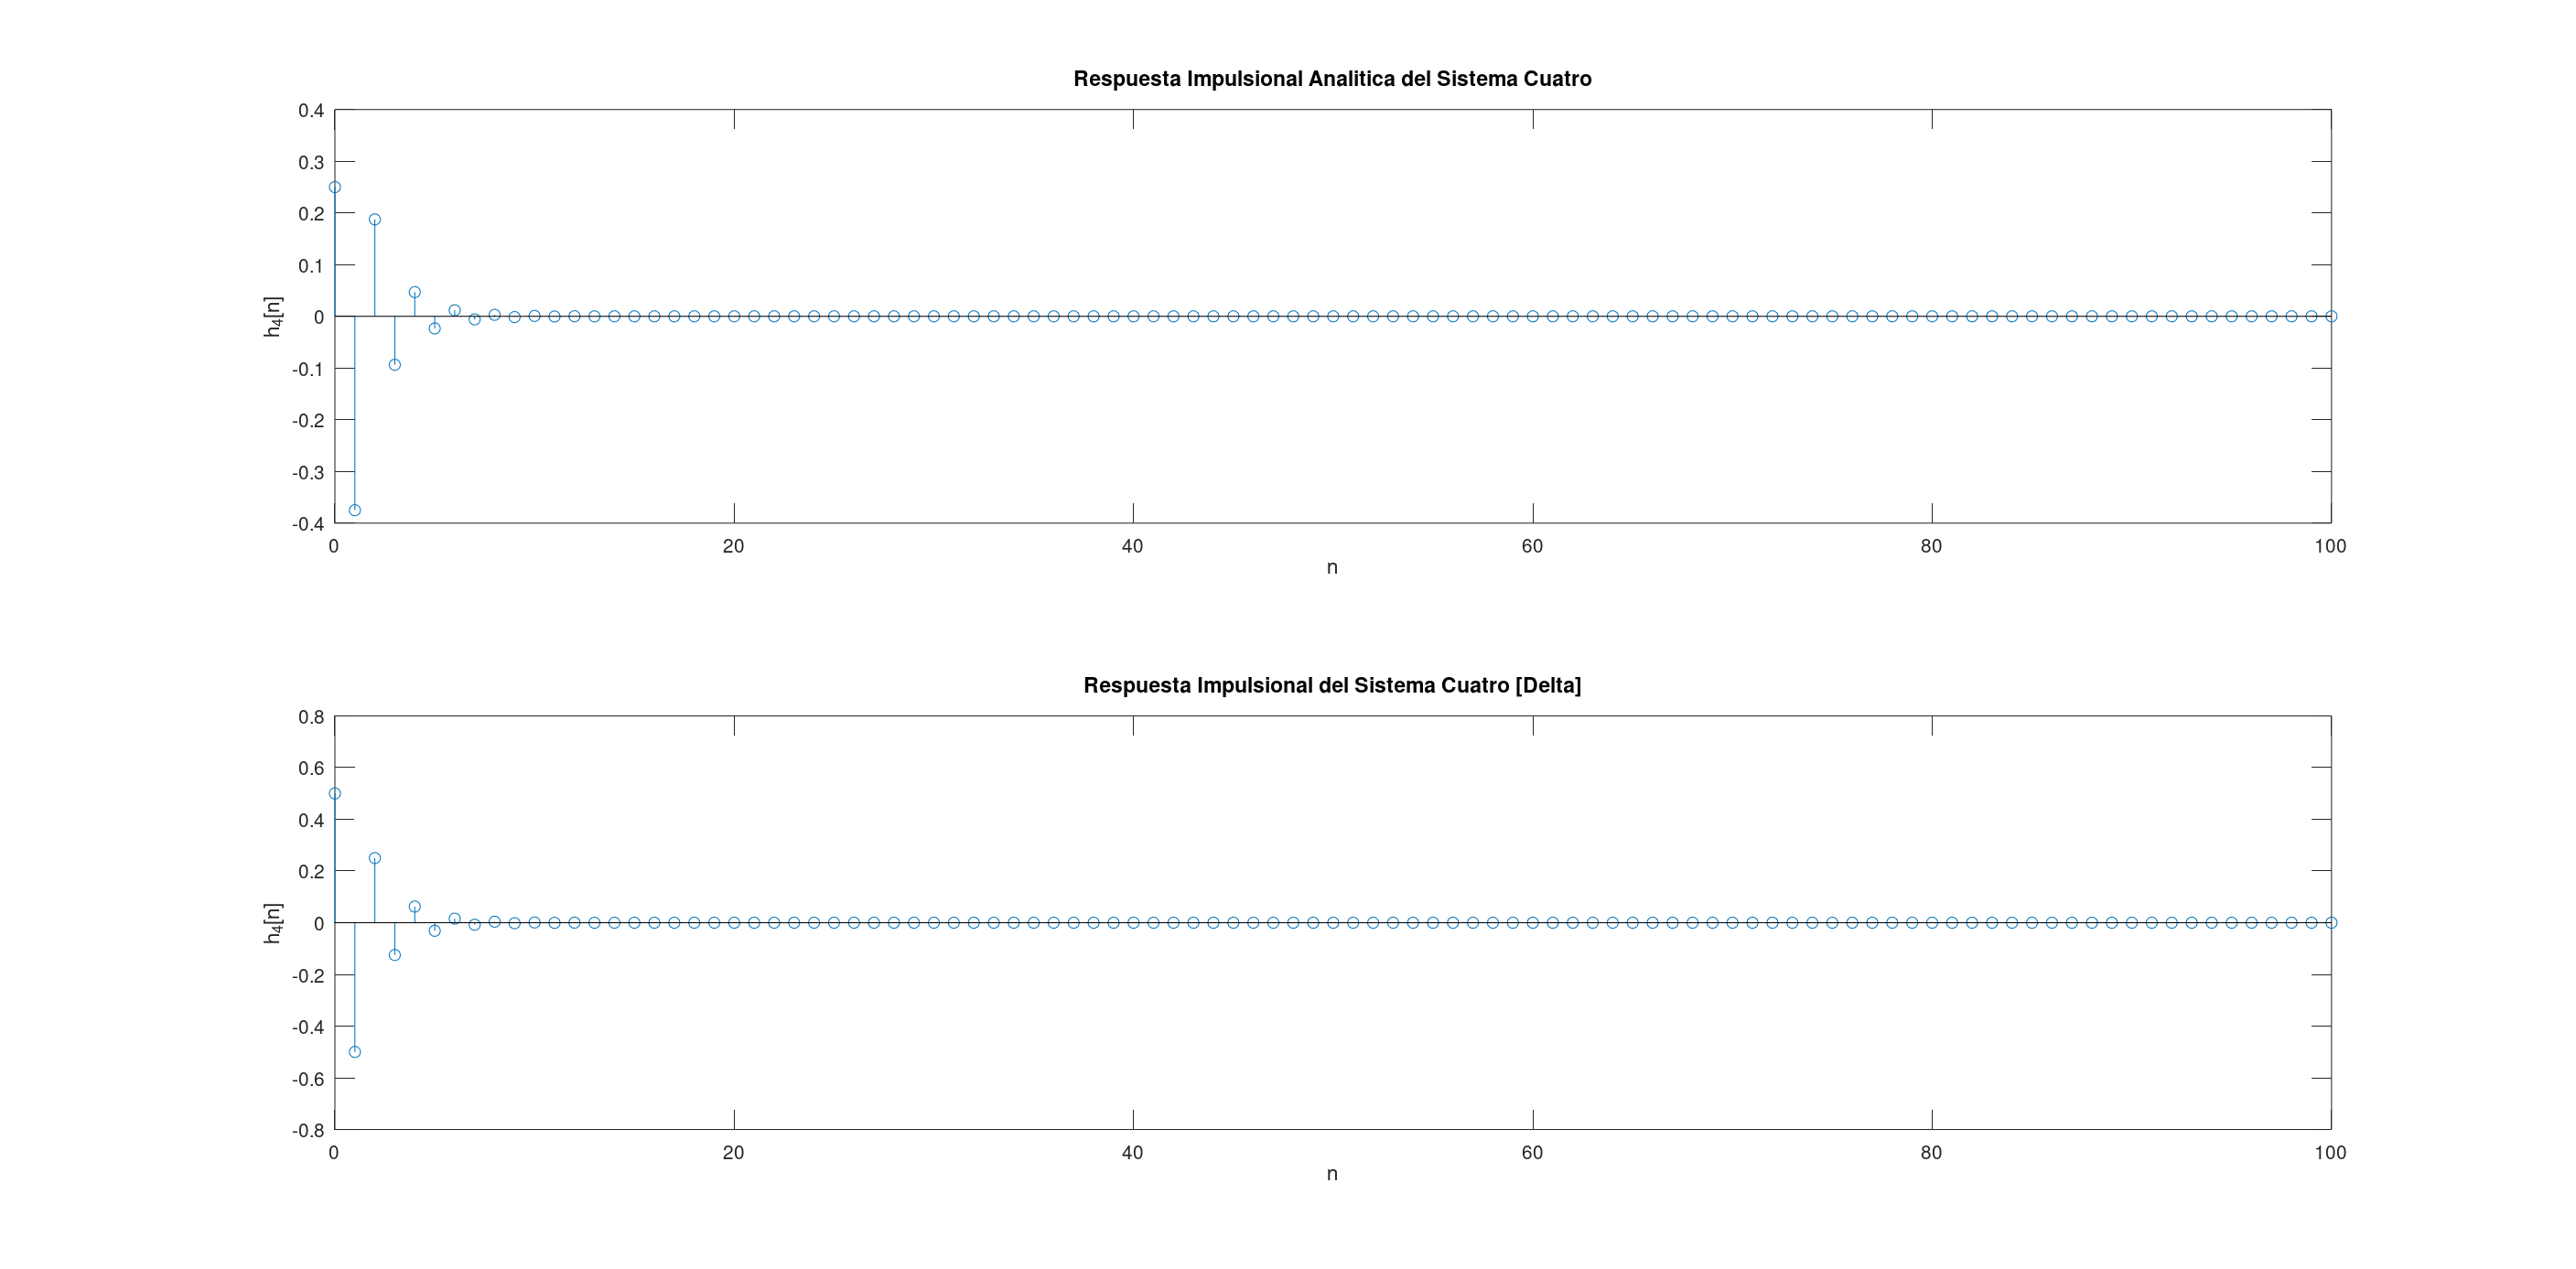 Respuesta Impulsional Analitica del Sistema Cuatro
0.4
0.3
0.2
0.1
0
-0.1
-0.2
-0.3
-0.4
h4[n]
0 20 40 60 80 100
n
Respuesta Impulsional del Sistema Cuatro [Delta]
0.8
0.6
0.4
0.2
0
-0.2
-0.4
-0.6
-0.8
h4[n]
0 20 40 60 80 100
n